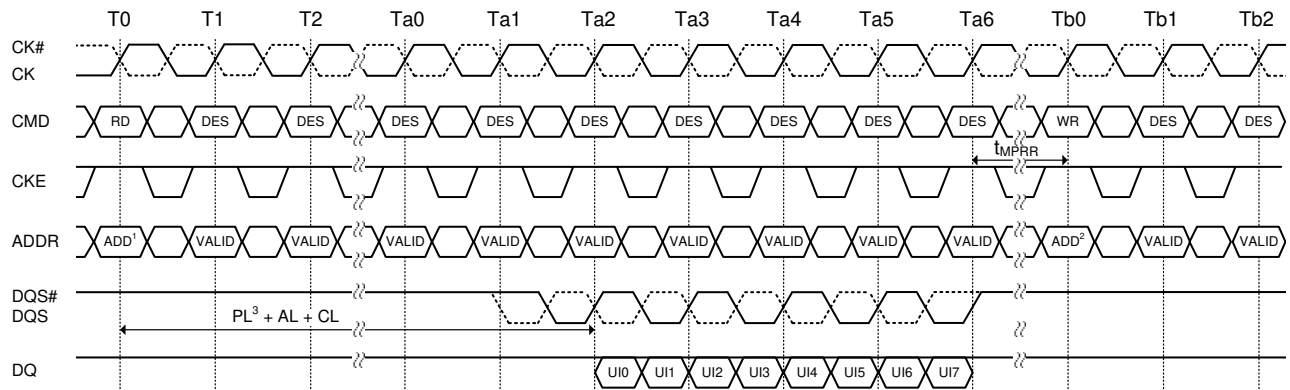 T0 T1 T2 Ta0 Ta1 Ta2 Ta3 Ta4 Ta5 Ta6 Tb0 Tb1 Tb2
CK#
CK
CMD RD DES DES DES DES DES DES DES DES DES WR DES DES
tMPRR
CKE
ADDR ADD¹ VALID VALID VALID VALID VALID VALID VALID VALID VALID ADD² VALID VALID
DQS#
DQS
PL³ + AL + CL
DQ UI0 UI1 UI2 UI3 UI4 UI5 UI6 UI7